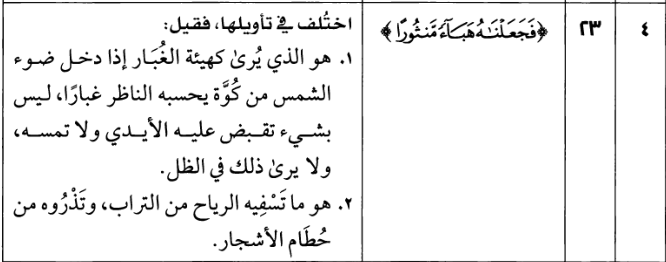 ٤ ٢٣ ﴿فَجَعَلْنَٰهُ هَبَآءً مَّنثُورًا﴾ اختُلف في تأويلها، فقيل:
١. هو الذي يُرىٰ كهيئة الغُبَار إذا دخل ضوء
الشمس من كُوَّة يحسبه الناظر غبارًا، ليس
بشيء تقبض عليه الأيدي ولا تمسه،
ولا يرىٰ ذلك في الظل.
٢. هو ما تَسْفِيه الرياح من التراب، وتَذْرُوه من
حُطَام الأشجار.